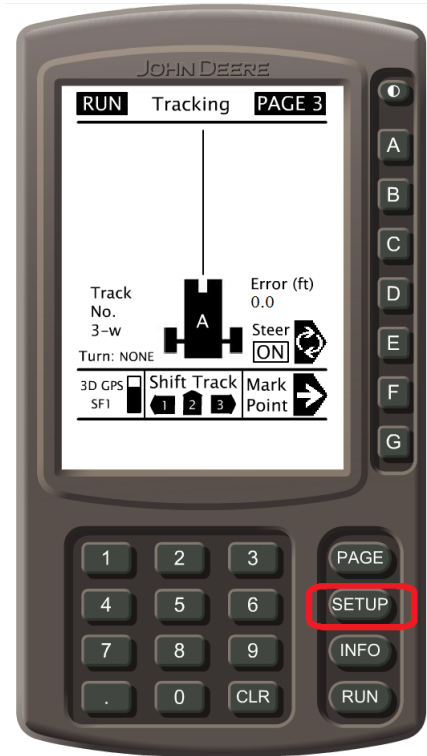 JOHN DEERE
RUN Tracking PAGE 3
A
B
C
D
E
F
G
Track
No.
3-w
Turn: NONE
A
Error (ft)
0.0
Steer
ON
3D GPS
SF1
Shift Track
1 2 3
Mark
Point
1 2 3 PAGE
4 5 6 SETUP
7 8 9 INFO
. 0 CLR RUN